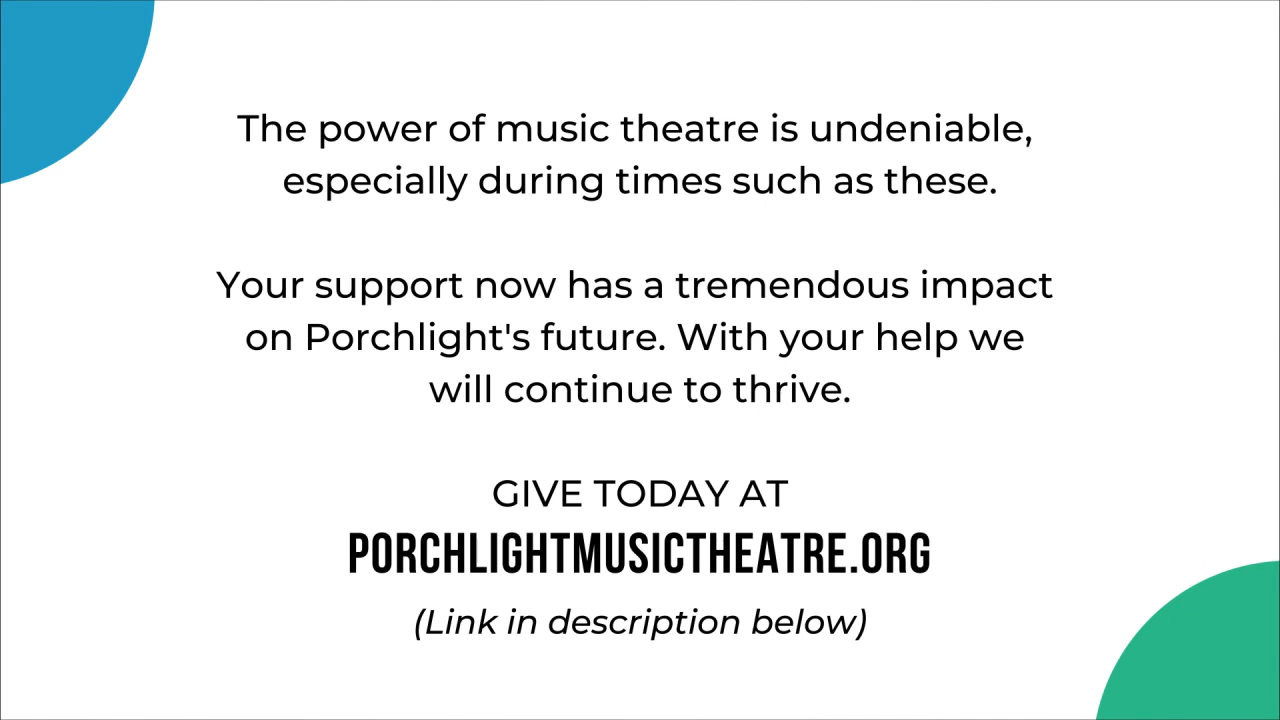 The power of music theatre is undeniable,
especially during times such as these.
Your support now has a tremendous impact
on Porchlight's future. With your help we
will continue to thrive.
GIVE TODAY AT
PORCHLIGHTMUSICTHEATRE.ORG
(Link in description below)